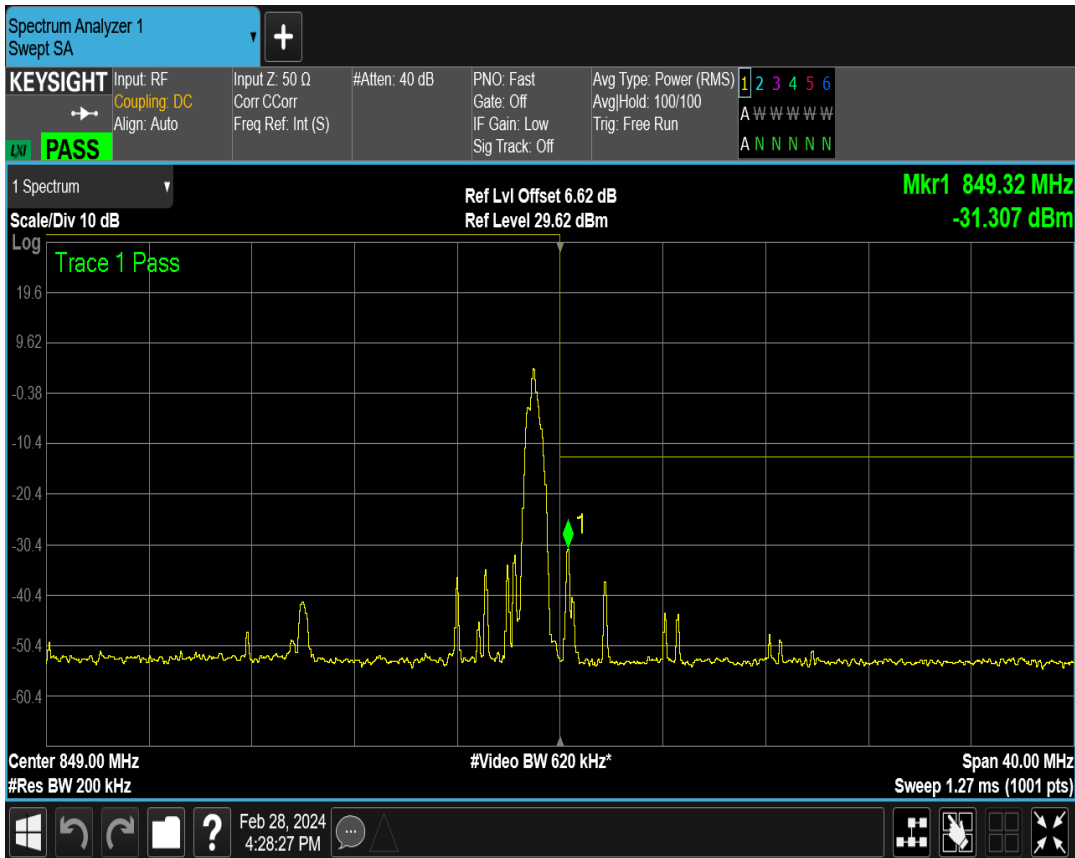 Spectrum Analyzer 1
Swept SA
+
KEYSIGHT
LXI PASS
Input: RF
Coupling: DC
Align: Auto
Input Z: 50 Ω
Corr CCorr
Freq Ref: Int (S)
#Atten: 40 dB
PNO: Fast
Gate: Off
IF Gain: Low
Sig Track: Off
Avg Type: Power (RMS)
Avg|Hold: 100/100
Trig: Free Run
1 2 3 4 5 6
A W W W W W
A N N N N N
1 Spectrum
Scale/Div 10 dB
Ref Lvl Offset 6.62 dB
Ref Level 29.62 dBm
Mkr1 849.32 MHz
-31.307 dBm
Log
Trace 1 Pass
19.6
9.62
-0.38
-10.4
-20.4
-30.4
-40.4
-50.4
-60.4
1
Center 849.00 MHz
#Res BW 200 kHz
#Video BW 620 kHz*
Span 40.00 MHz
Sweep 1.27 ms (1001 pts)
?
Feb 28, 2024
4:28:27 PM